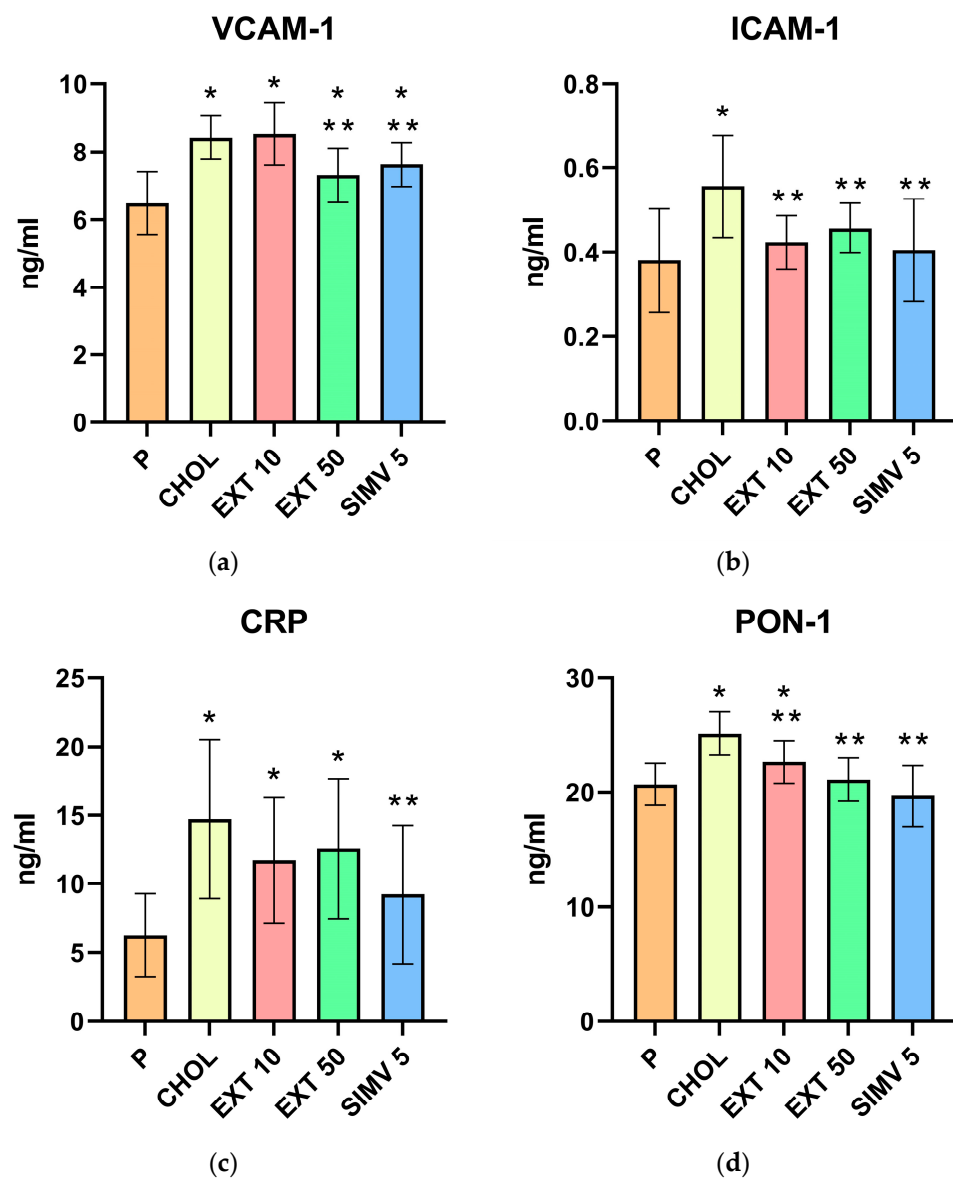 VCAM-1
ng/ml
10
8
6
4
2
0
*
*
*
**
*
**
P
CHOL
EXT 10
EXT 50
SIMV 5
(a)
ICAM-1
ng/ml
0.8
0.6
0.4
0.2
0.0
*
**
**
**
P
CHOL
EXT 10
EXT 50
SIMV 5
(b)
CRP
ng/ml
25
20
15
10
5
0
*
*
*
**
P
CHOL
EXT 10
EXT 50
SIMV 5
(c)
PON-1
ng/ml
30
20
10
0
*
*
**
**
**
P
CHOL
EXT 10
EXT 50
SIMV 5
(d)